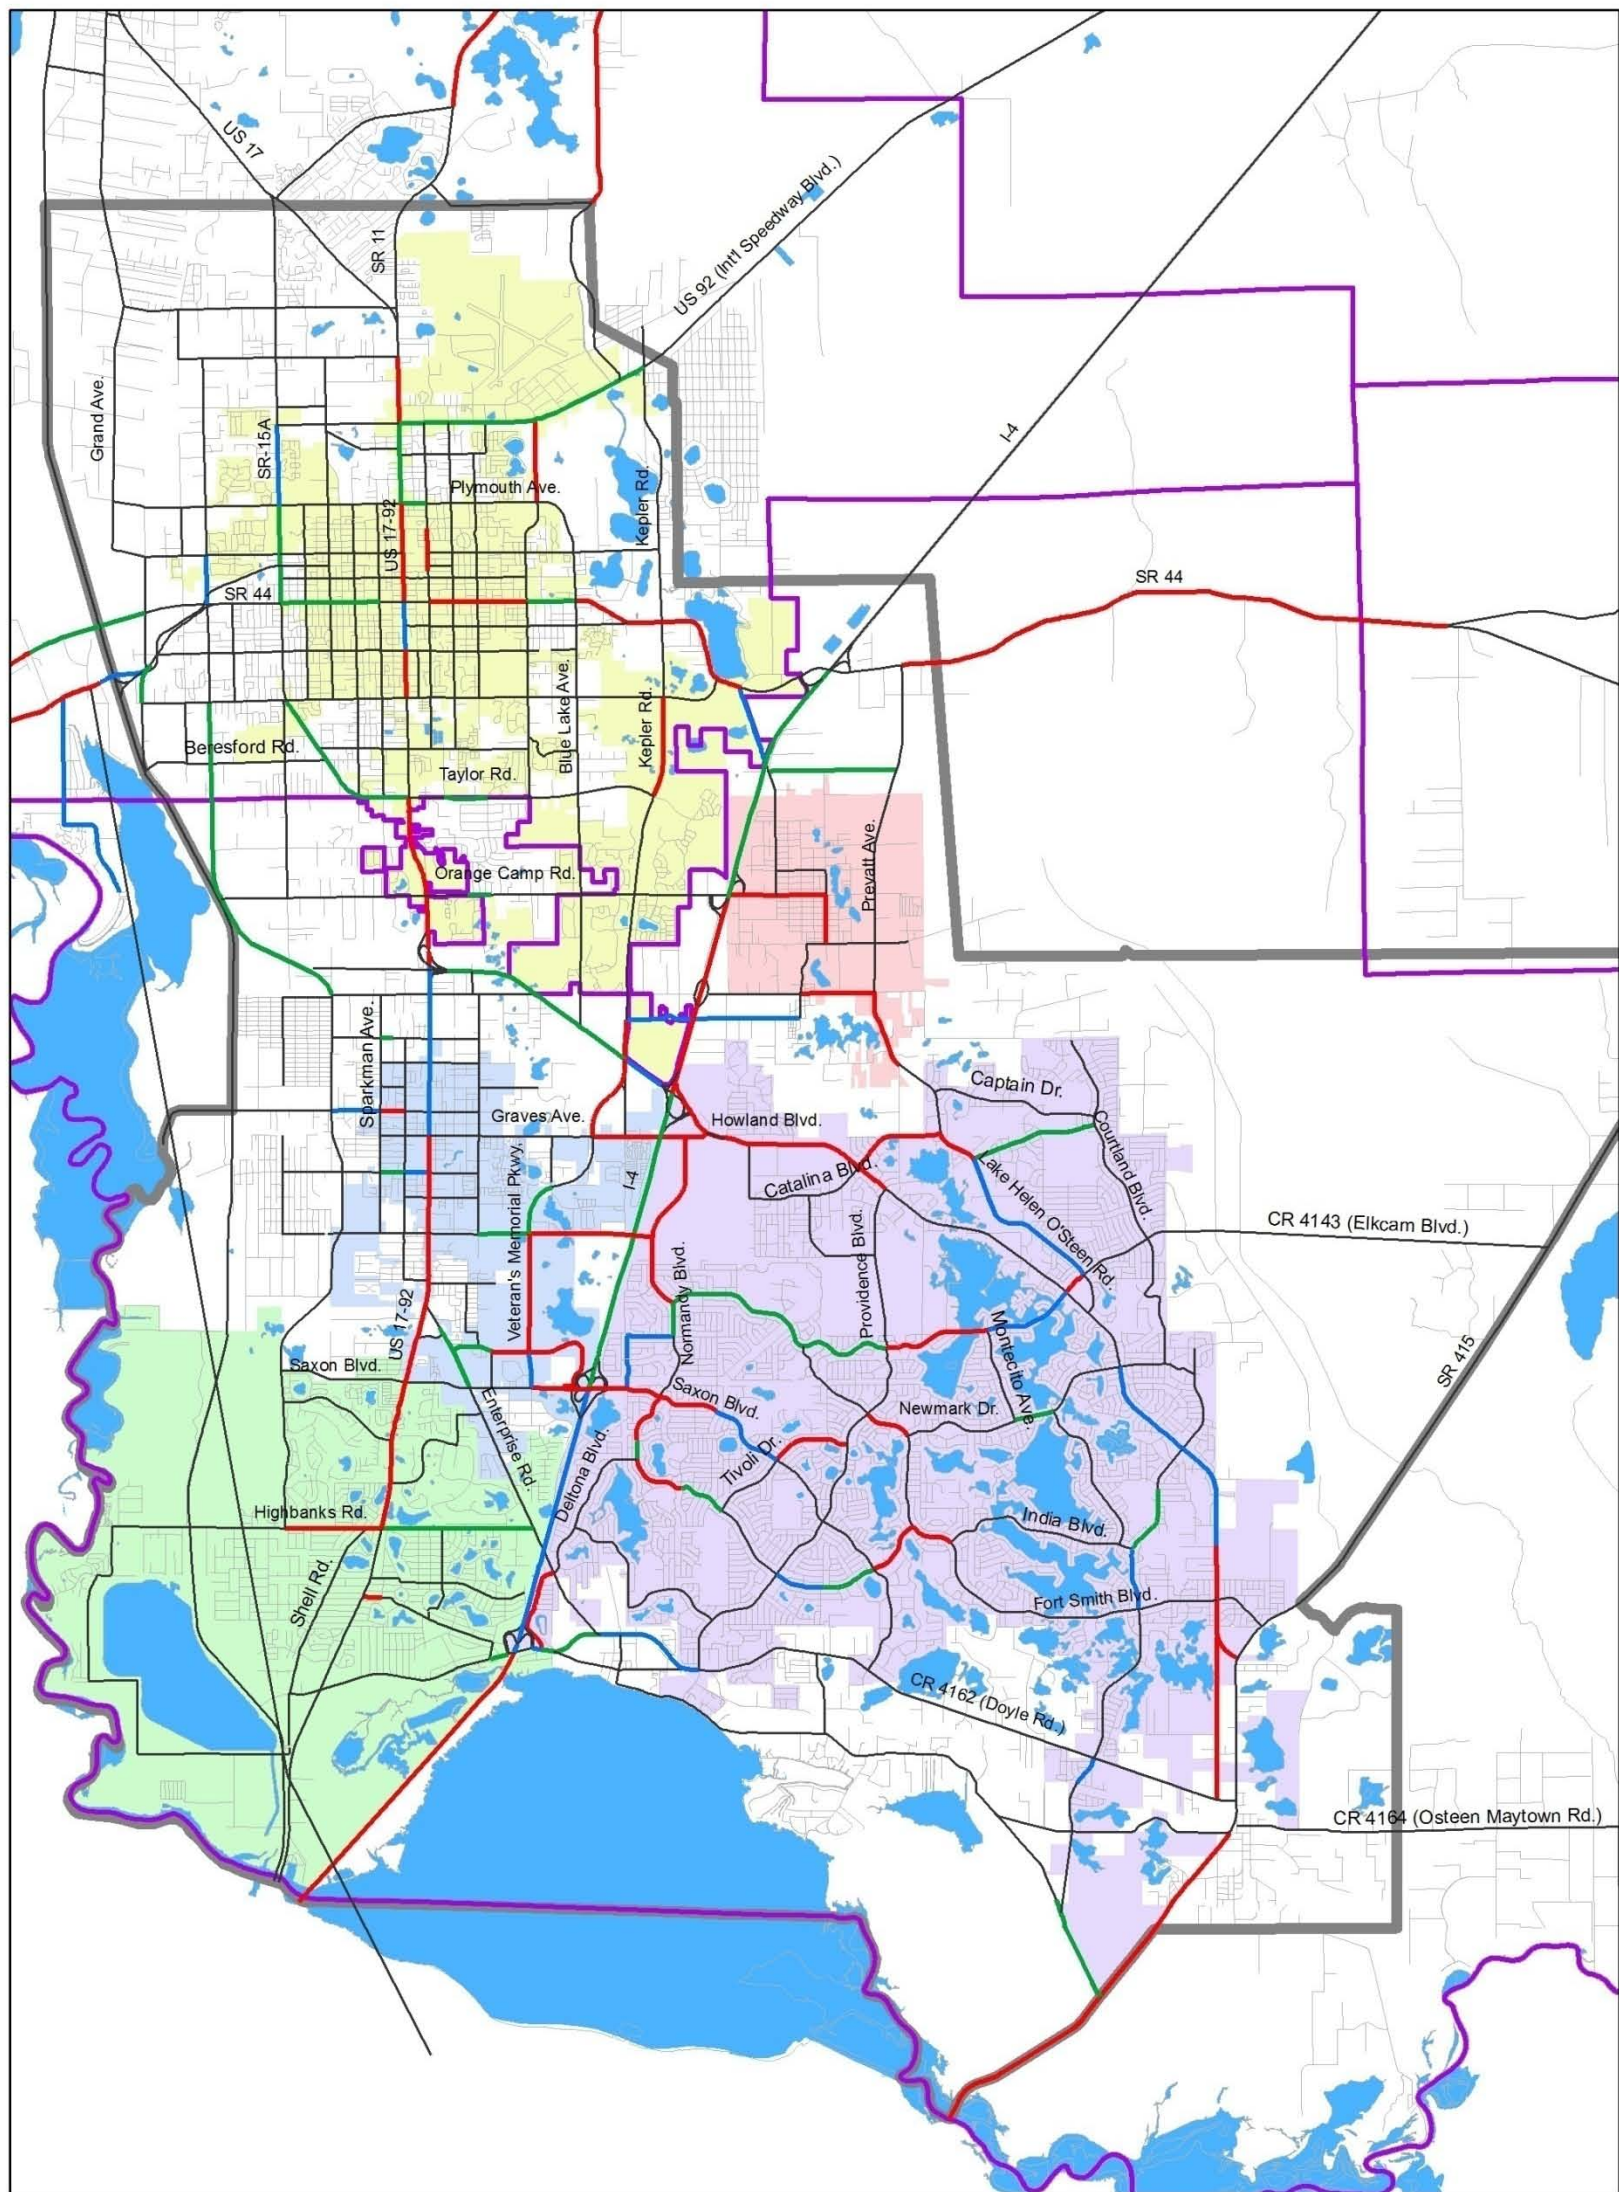 US 17
SR 11
US 92 (Int'l Speedway Blvd.)
Grand Ave.
SR-15A
I-4
Plymouth Ave.
Kepler Rd.
US 17-92
SR 44
SR 44
Blue Lake Ave.
Kepler Rd.
Beresford Rd.
Taylor Rd.
Prevatt Ave.
Orange Camp Rd.
Sparkman Ave.
Captain Dr.
Graves Ave.
Howland Blvd.
Courtland Blvd.
I-4
Catalina Blvd.
Lake Helen O'Steen Rd.
Veteran's Memorial Pkwy.
CR 4143 (Elkcam Blvd.)
Providence Blvd.
Normandy Blvd.
US 17-92
Montecito Ave.
SR 415
Saxon Blvd.
Saxon Blvd.
Newmark Dr.
Enterprise Rd.
Tivoli Dr.
Deltona Blvd.
Highbanks Rd.
India Blvd.
Shell Rd.
Fort Smith Blvd.
CR 4162 (Doyle Rd.)
CR 4164 (Osteen Maytown Rd.)